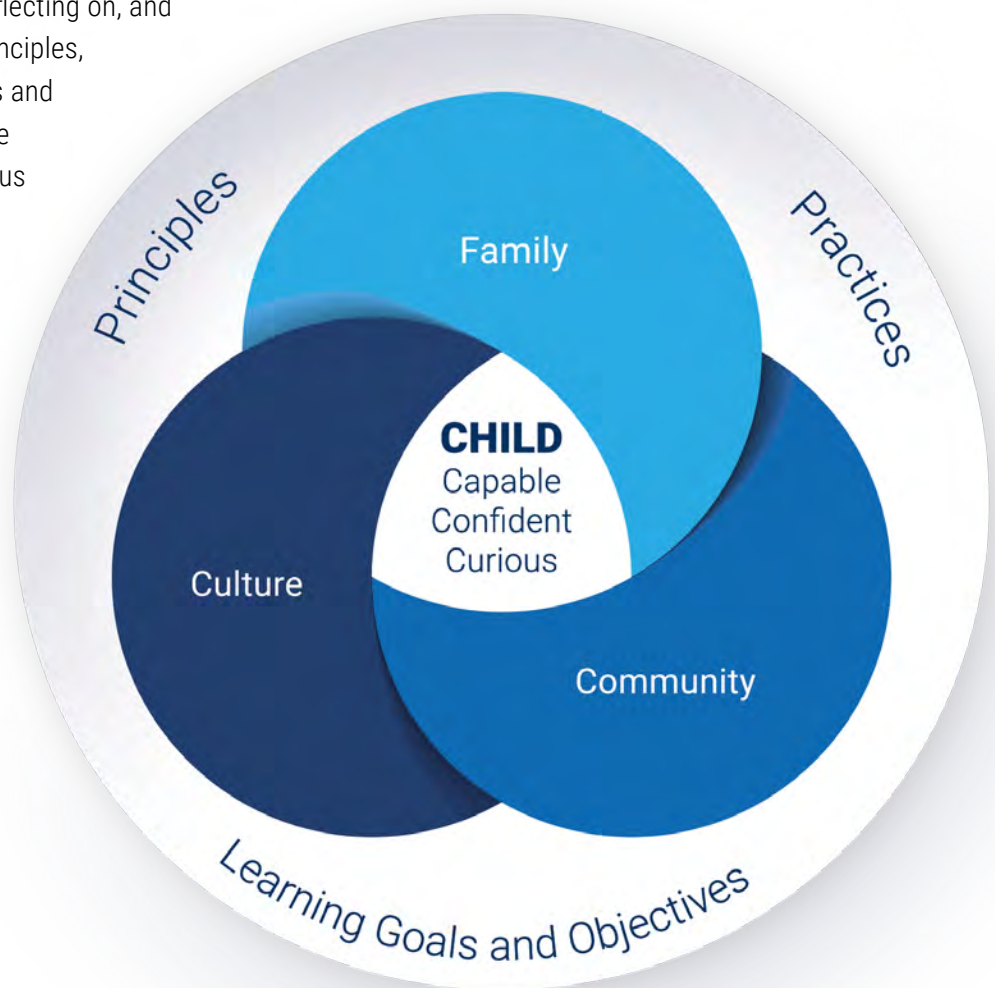 flecting on, and
nciples,
s and
e
us
Principles
Practices
Family
CHILD
Capable
Confident
Curious
Culture
Community
Learning Goals and Objectives